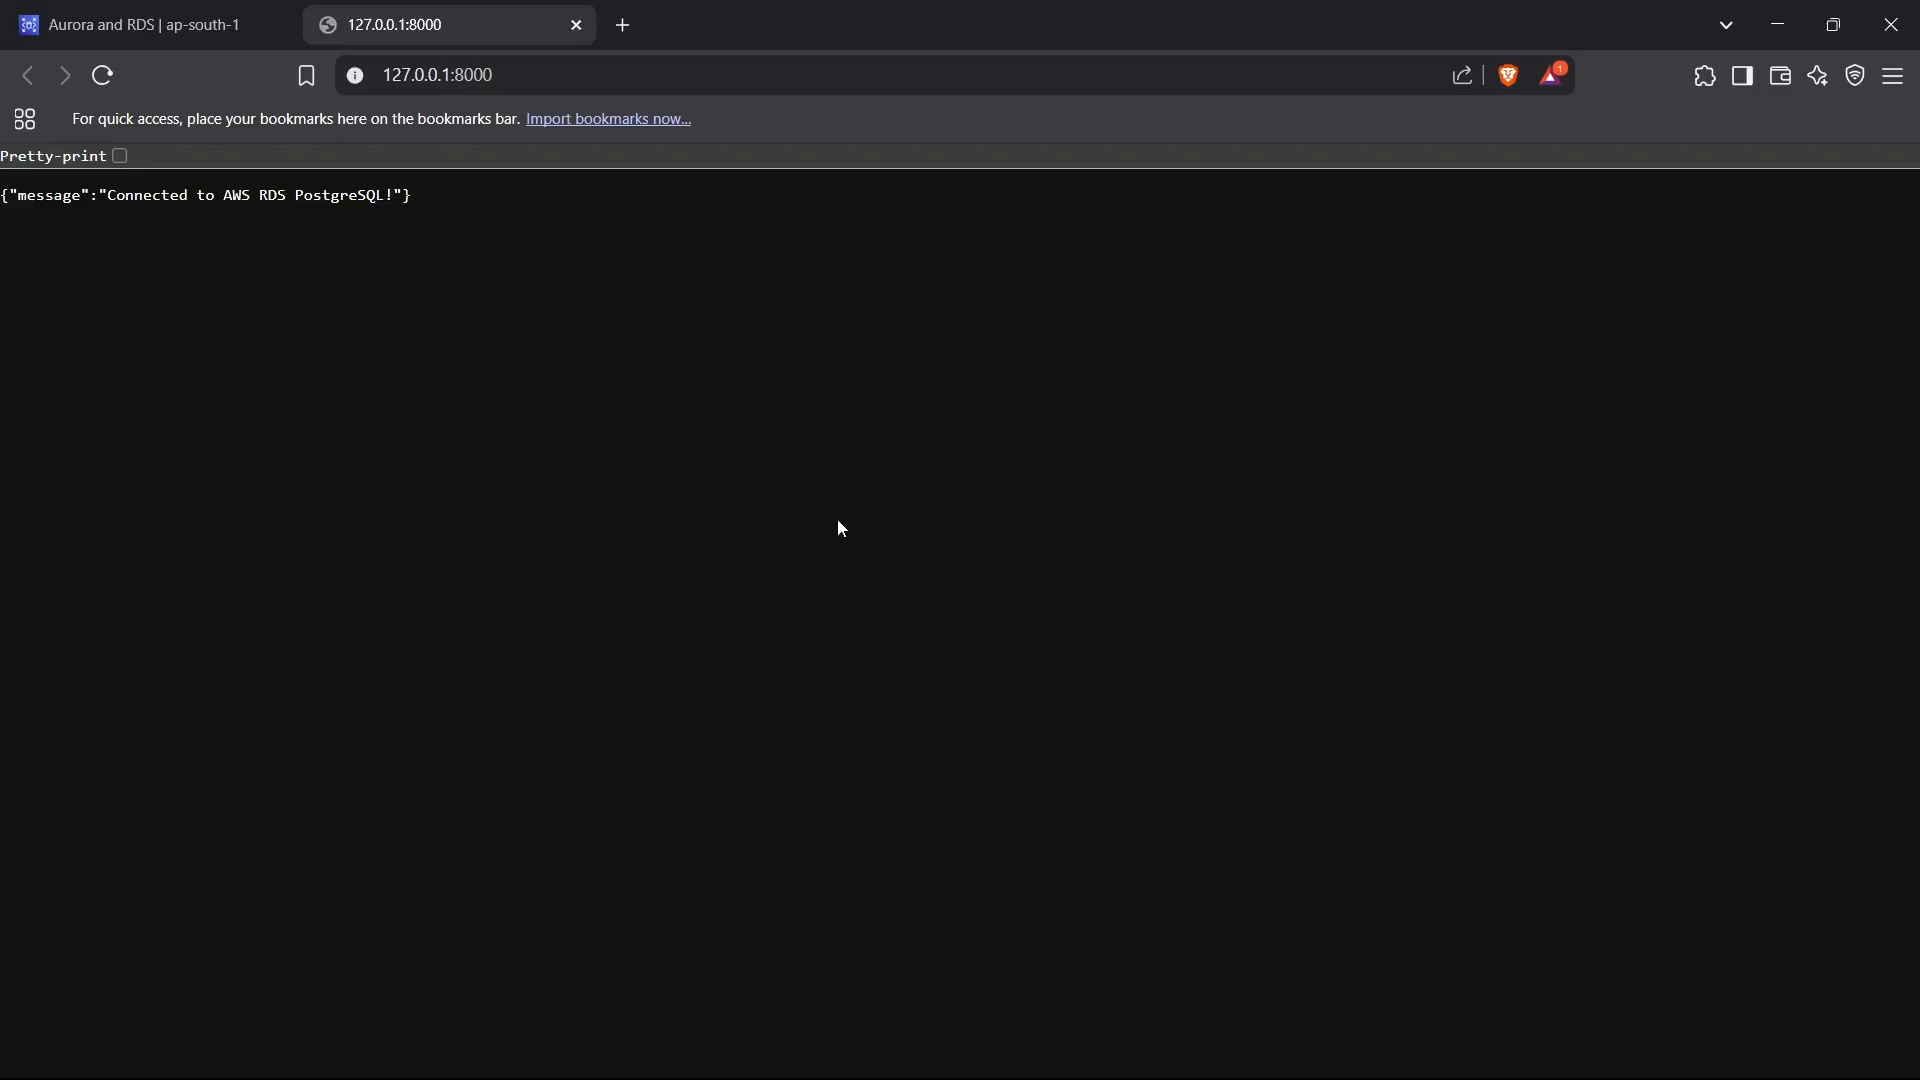 Aurora and RDS | ap-south-1
127.0.0.1:8000
127.0.0.1:8000
1
For quick access, place your bookmarks here on the bookmarks bar. Import bookmarks now...
Pretty-print
{"message":"Connected to AWS RDS PostgreSQL!"}